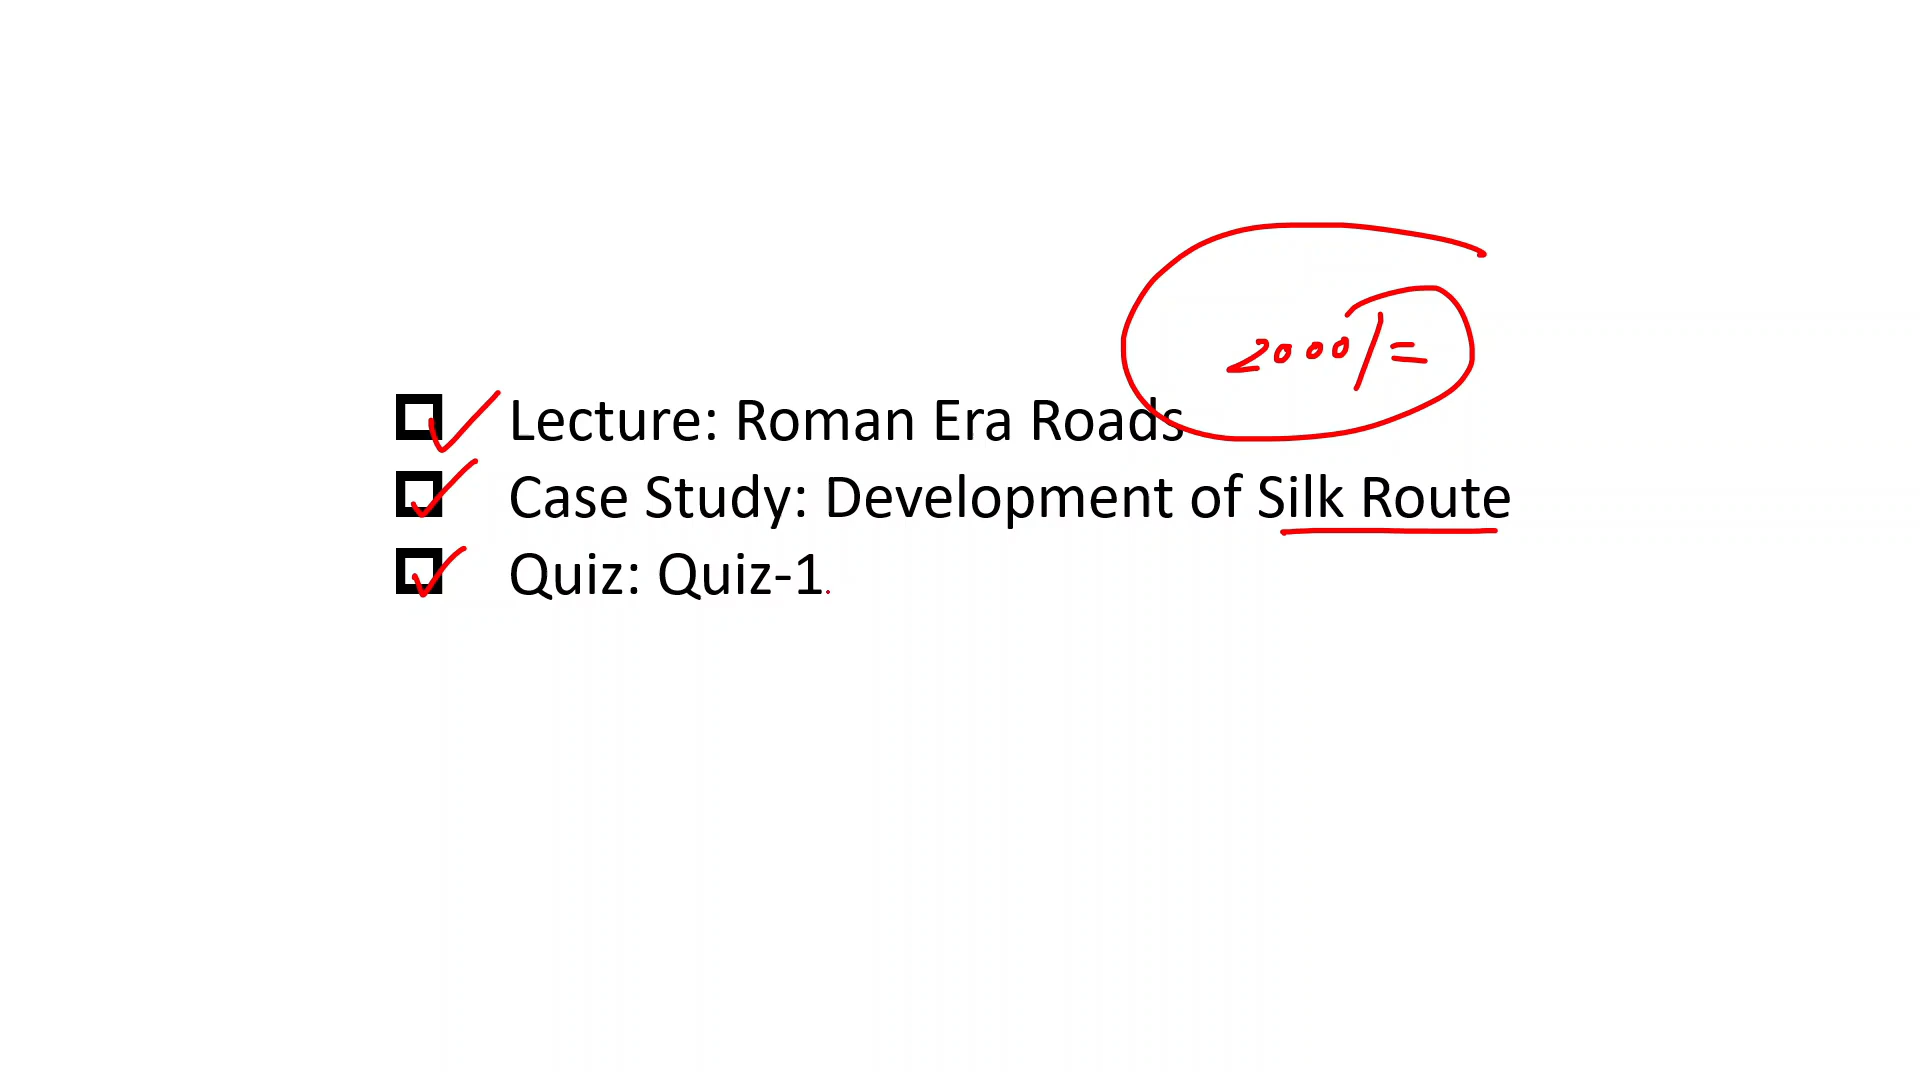 2000/=
Lecture: Roman Era Roads
Case Study: Development of Silk Route
Quiz: Quiz-1.